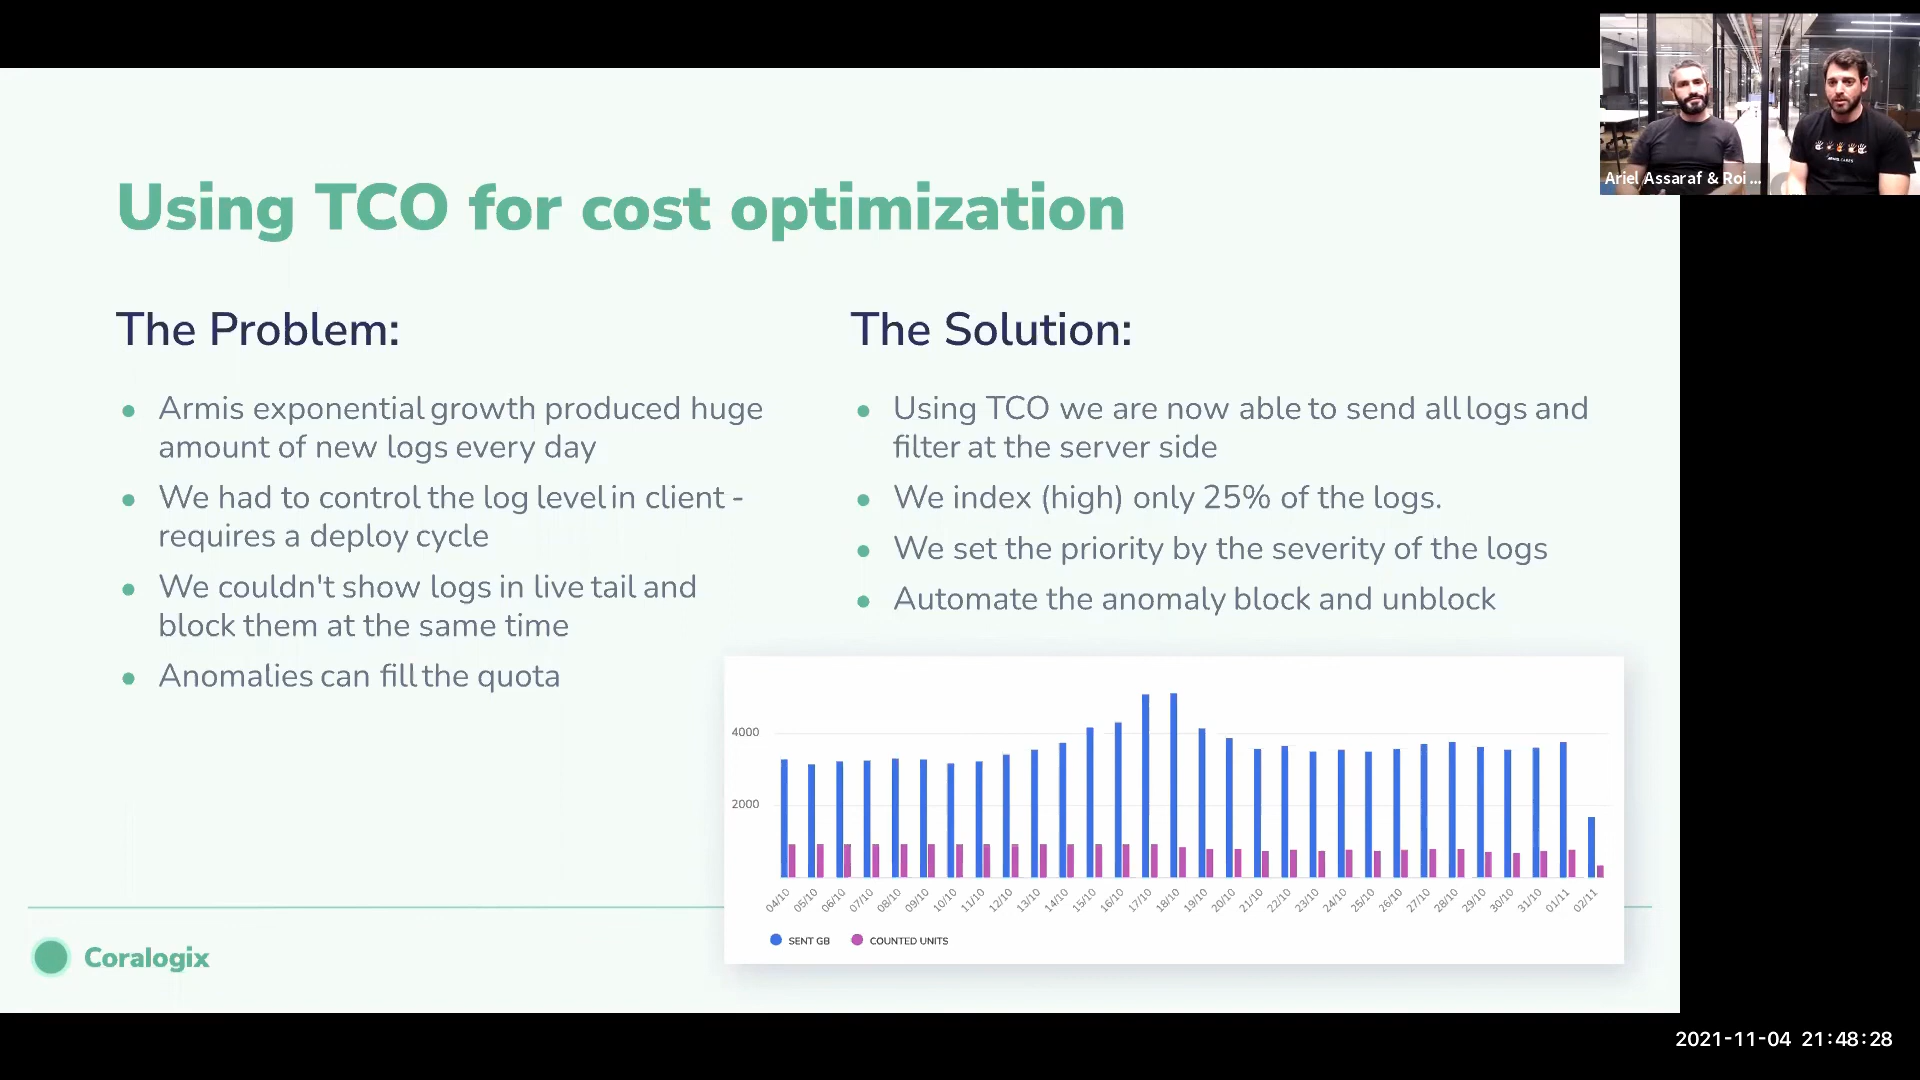 Ariel Assaraf & Roi ...
Using TCO for cost optimization
The Problem:
Armis exponential growth produced huge
amount of new logs every day
We had to control the log level in client -
requires a deploy cycle
We couldn't show logs in live tail and
block them at the same time
Anomalies can fill the quota
The Solution:
Using TCO we are now able to send all logs and
filter at the server side
We index (high) only 25% of the logs.
We set the priority by the severity of the logs
Automate the anomaly block and unblock
4000
2000
04/10 05/10 06/10 07/10 08/10 09/10 10/10 11/10 12/10 13/10 14/10 15/10 16/10 17/10 18/10 19/10 20/10 21/10 22/10 23/10 24/10 25/10 26/10 27/10 28/10 29/10 30/10 31/10 01/11 02/11
SENT GB COUNTED UNITS
Coralogix
2021-11-04 21:48:28